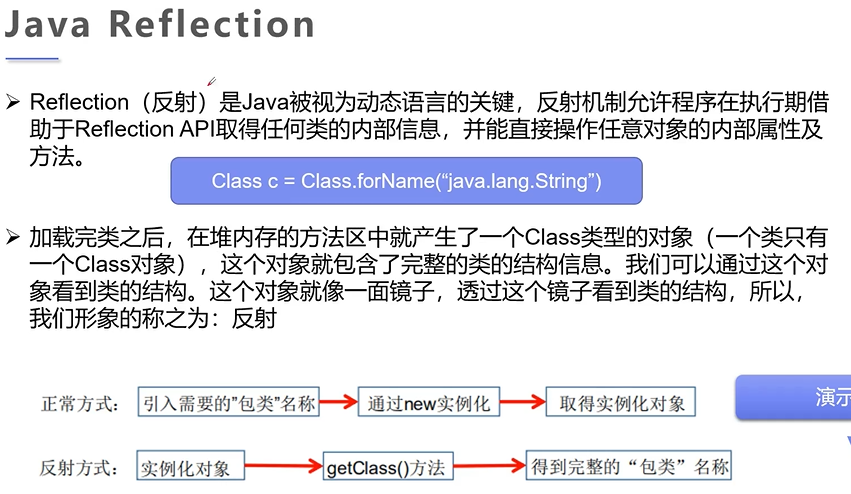 Java Reflection
➢ Reflection（反射）是Java被视为动态语言的关键，反射机制允许程序在执行期借
助于Reflection API取得任何类的内部信息，并能直接操作任意对象的内部属性及
方法。
Class c = Class.forName(“java.lang.String”)
➢ 加载完类之后，在堆内存的方法区中就产生了一个Class类型的对象（一个类只有
一个Class对象），这个对象就包含了完整的类的结构信息。我们可以通过这个对
象看到类的结构。这个对象就像一面镜子，透过这个镜子看到类的结构，所以，
我们形象的称之为：反射
正常方式： 引入需要的”包类”名称 通过new实例化 取得实例化对象
演示
反射方式： 实例化对象 getClass()方法 得到完整的“包类”名称